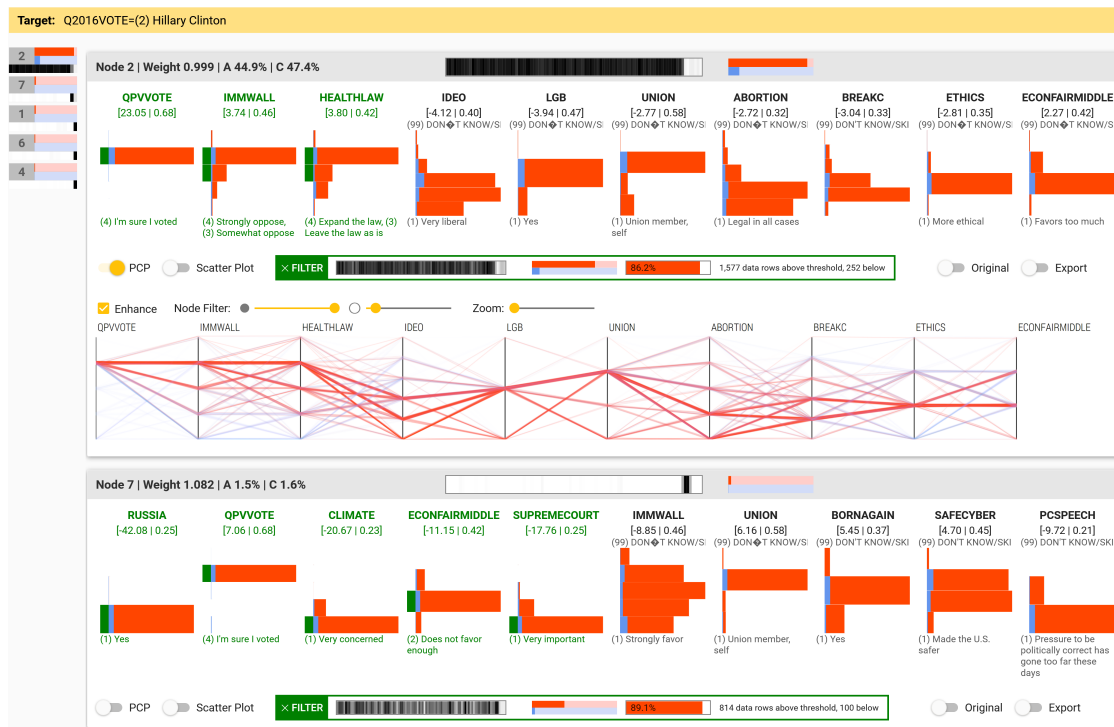 Target: Q2016VOTE=(2) Hillary Clinton
2
7
1
6
4
Node 2 | Weight 0.999 | A 44.9% | C 47.4%
QPVVOTE IMMWALL HEALTHLAW IDEO LGB UNION ABORTION BREAKC ETHICS ECONFAIRMIDDLE
[23.05 | 0.68] [3.74 | 0.46] [3.80 | 0.42] [-4.12 | 0.40] [-3.94 | 0.47] [-2.77 | 0.58] [-2.72 | 0.32] [-3.04 | 0.33] [-2.81 | 0.35] [2.27 | 0.42]
(99) DON�T KNOW/S (99) DON�T KNOW/S (99) DON�T KNOW/S (99) DON�T KNOW/S (99) DON'T KNOW/SKI (99) DON�T KNOW/S (99) DON�T KNOW/S
(4) I'm sure I voted (4) Strongly oppose, (4) Expand the law, (3) (1) Very liberal (1) Yes (1) Union member, (1) Legal in all cases (1) More ethical (1) Favors too much
(3) Somewhat oppose Leave the law as is self
PCP Scatter Plot × FILTER 86.2% 1,577 data rows above threshold, 252 below Original Export
Enhance Node Filter: Zoom:
QPVVOTE IMMWALL HEALTHLAW IDEO LGB UNION ABORTION BREAKC ETHICS ECONFAIRMIDDLE
Node 7 | Weight 1.082 | A 1.5% | C 1.6%
RUSSIA QPVVOTE CLIMATE ECONFAIRMIDDLE SUPREMECOURT IMMWALL UNION BORNAGAIN SAFECYBER PCSPEECH
[-42.08 | 0.25] [7.06 | 0.68] [-20.67 | 0.23] [-11.15 | 0.42] [-17.76 | 0.25] [-8.85 | 0.46] [6.16 | 0.58] [5.45 | 0.37] [4.70 | 0.45] [-9.72 | 0.21]
(99) DON�T KNOW/S (99) DON�T KNOW/S (99) DON'T KNOW/SKI (99) DON'T KNOW/SKI (99) DON'T KNOW/SKI
(1) Yes (4) I'm sure I voted (1) Very concerned (2) Does not favor (1) Very important (1) Strongly favor (1) Union member, (1) Yes (1) Made the U.S. (1) Pressure to be
enough self safer politically correct has
gone too far these
days
PCP Scatter Plot × FILTER 89.1% 814 data rows above threshold, 100 below Original Export